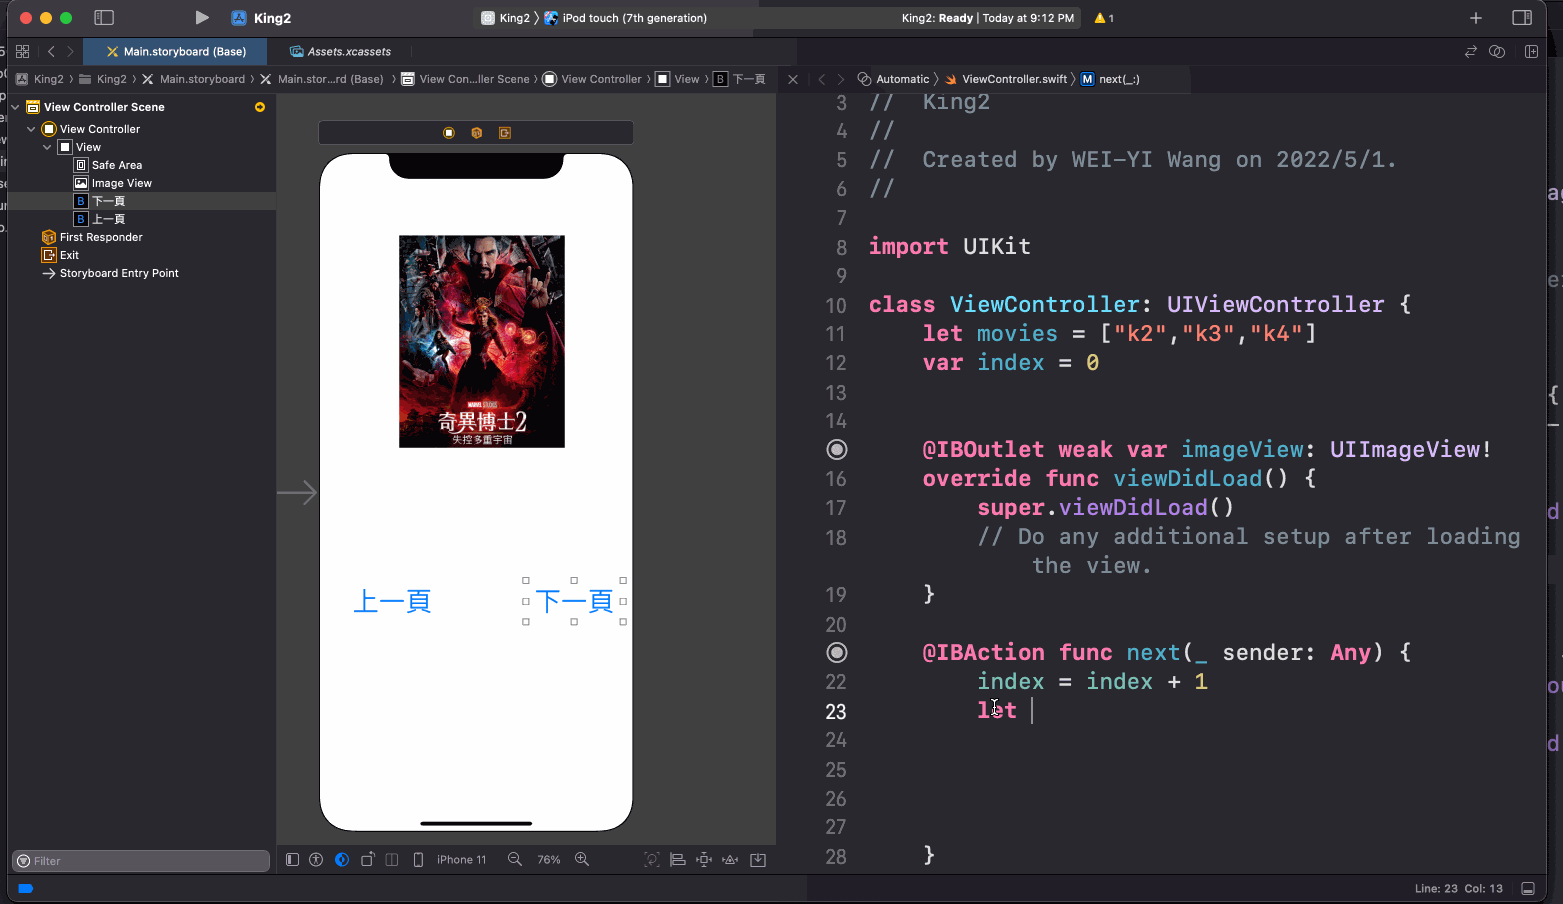 King2
King2 〉 iPod touch (7th generation)
King2: Ready | Today at 9:12 PM
1
Main.storyboard (Base)
Assets.xcassets
King2 〉 King2 〉 Main.storyboard 〉 Main.stor...rd (Base) 〉 View Con...ller Scene 〉 View Controller 〉 View 〉 B 下一頁
Automatic 〉 ViewController.swift 〉 M next(_:)
View Controller Scene
View Controller
View
Safe Area
Image View
B 下一頁
B 上一頁
First Responder
Exit
Storyboard Entry Point
Filter
MARVEL STUDIOS
奇異博士2
失控多重宇宙
上一頁
下一頁
iPhone 11
76%
3 //  King2
4 //
5 //  Created by WEI-YI Wang on 2022/5/1.
6 //
7
8 import UIKit
9
10 class ViewController: UIViewController {
11     let movies = ["k2","k3","k4"]
12     var index = 0
13
14
@IBOutlet weak var imageView: UIImageView!
16     override func viewDidLoad() {
17         super.viewDidLoad()
18         // Do any additional setup after loading
the view.
19     }
20
@IBAction func next(_ sender: Any) {
22         index = index + 1
23         let
24
25
26
27
28     }
Line: 23 Col: 13